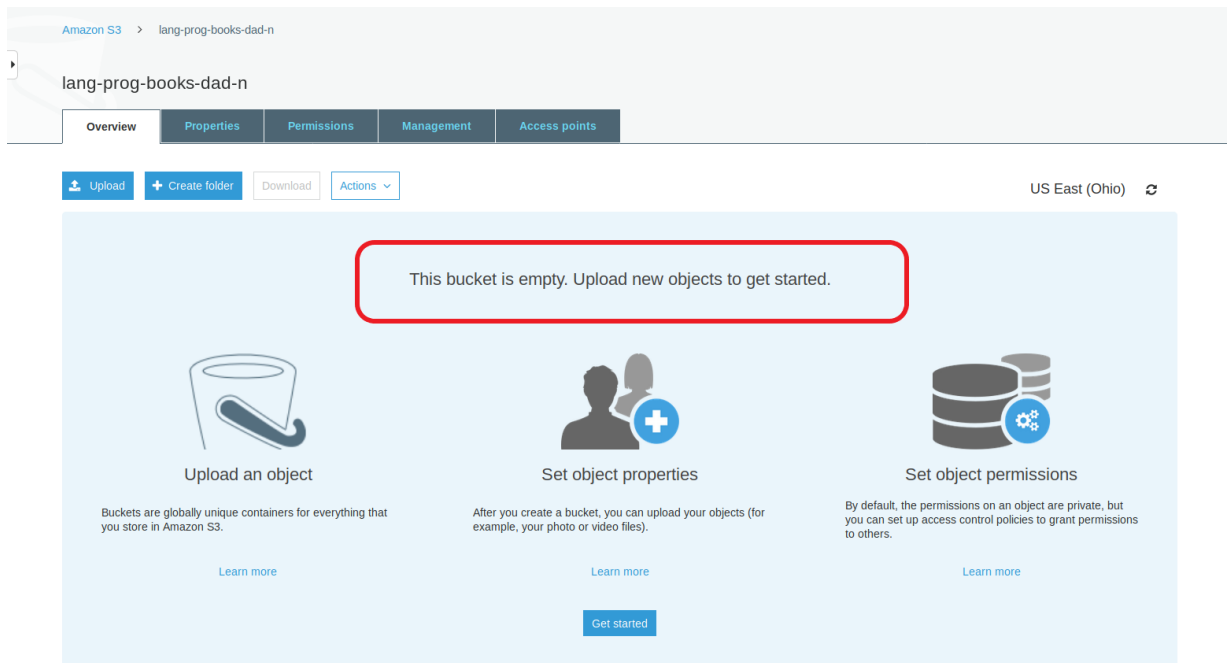 Amazon S3 > lang-prog-books-dad-n
lang-prog-books-dad-n
Overview Properties Permissions Management Access points
Upload Create folder Download Actions
US East (Ohio)
This bucket is empty. Upload new objects to get started.
Upload an object
Buckets are globally unique containers for everything that
you store in Amazon S3.
Learn more
Set object properties
After you create a bucket, you can upload your objects (for
example, your photo or video files).
Learn more
Set object permissions
By default, the permissions on an object are private, but
you can set up access control policies to grant permissions
to others.
Learn more
Get started